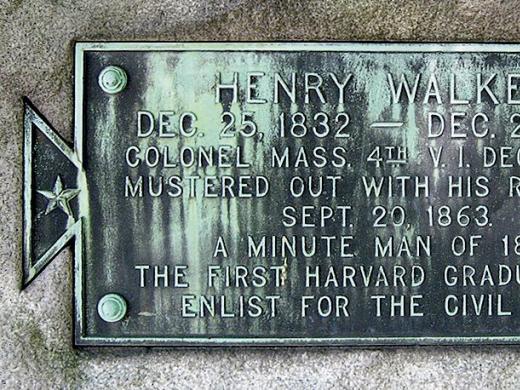 HENRY WALKE
DEC. 25, 1832 — DEC. 2
COLONEL MASS. 4TH V. I. DEC
MUSTERED OUT WITH HIS R
SEPT. 20, 1863.
A MINUTE MAN OF 18
THE FIRST HARVARD GRADU
ENLIST FOR THE CIVIL